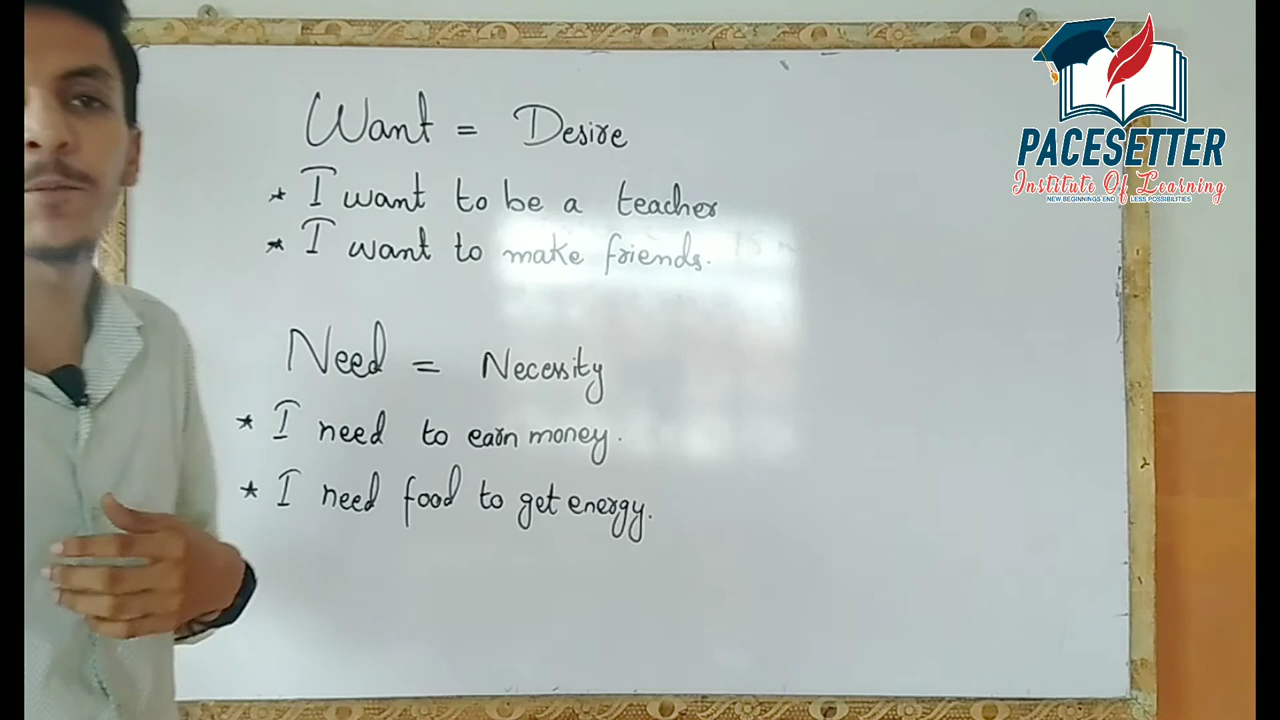 Want = Desire
* I want to be a teacher
* I want to make friends.
Need = Necessity
* I need to earn money.
* I need food to get energy.
PACESETTER
Institute Of Learning
NEW BEGINNINGS END LESS POSSIBILITIES